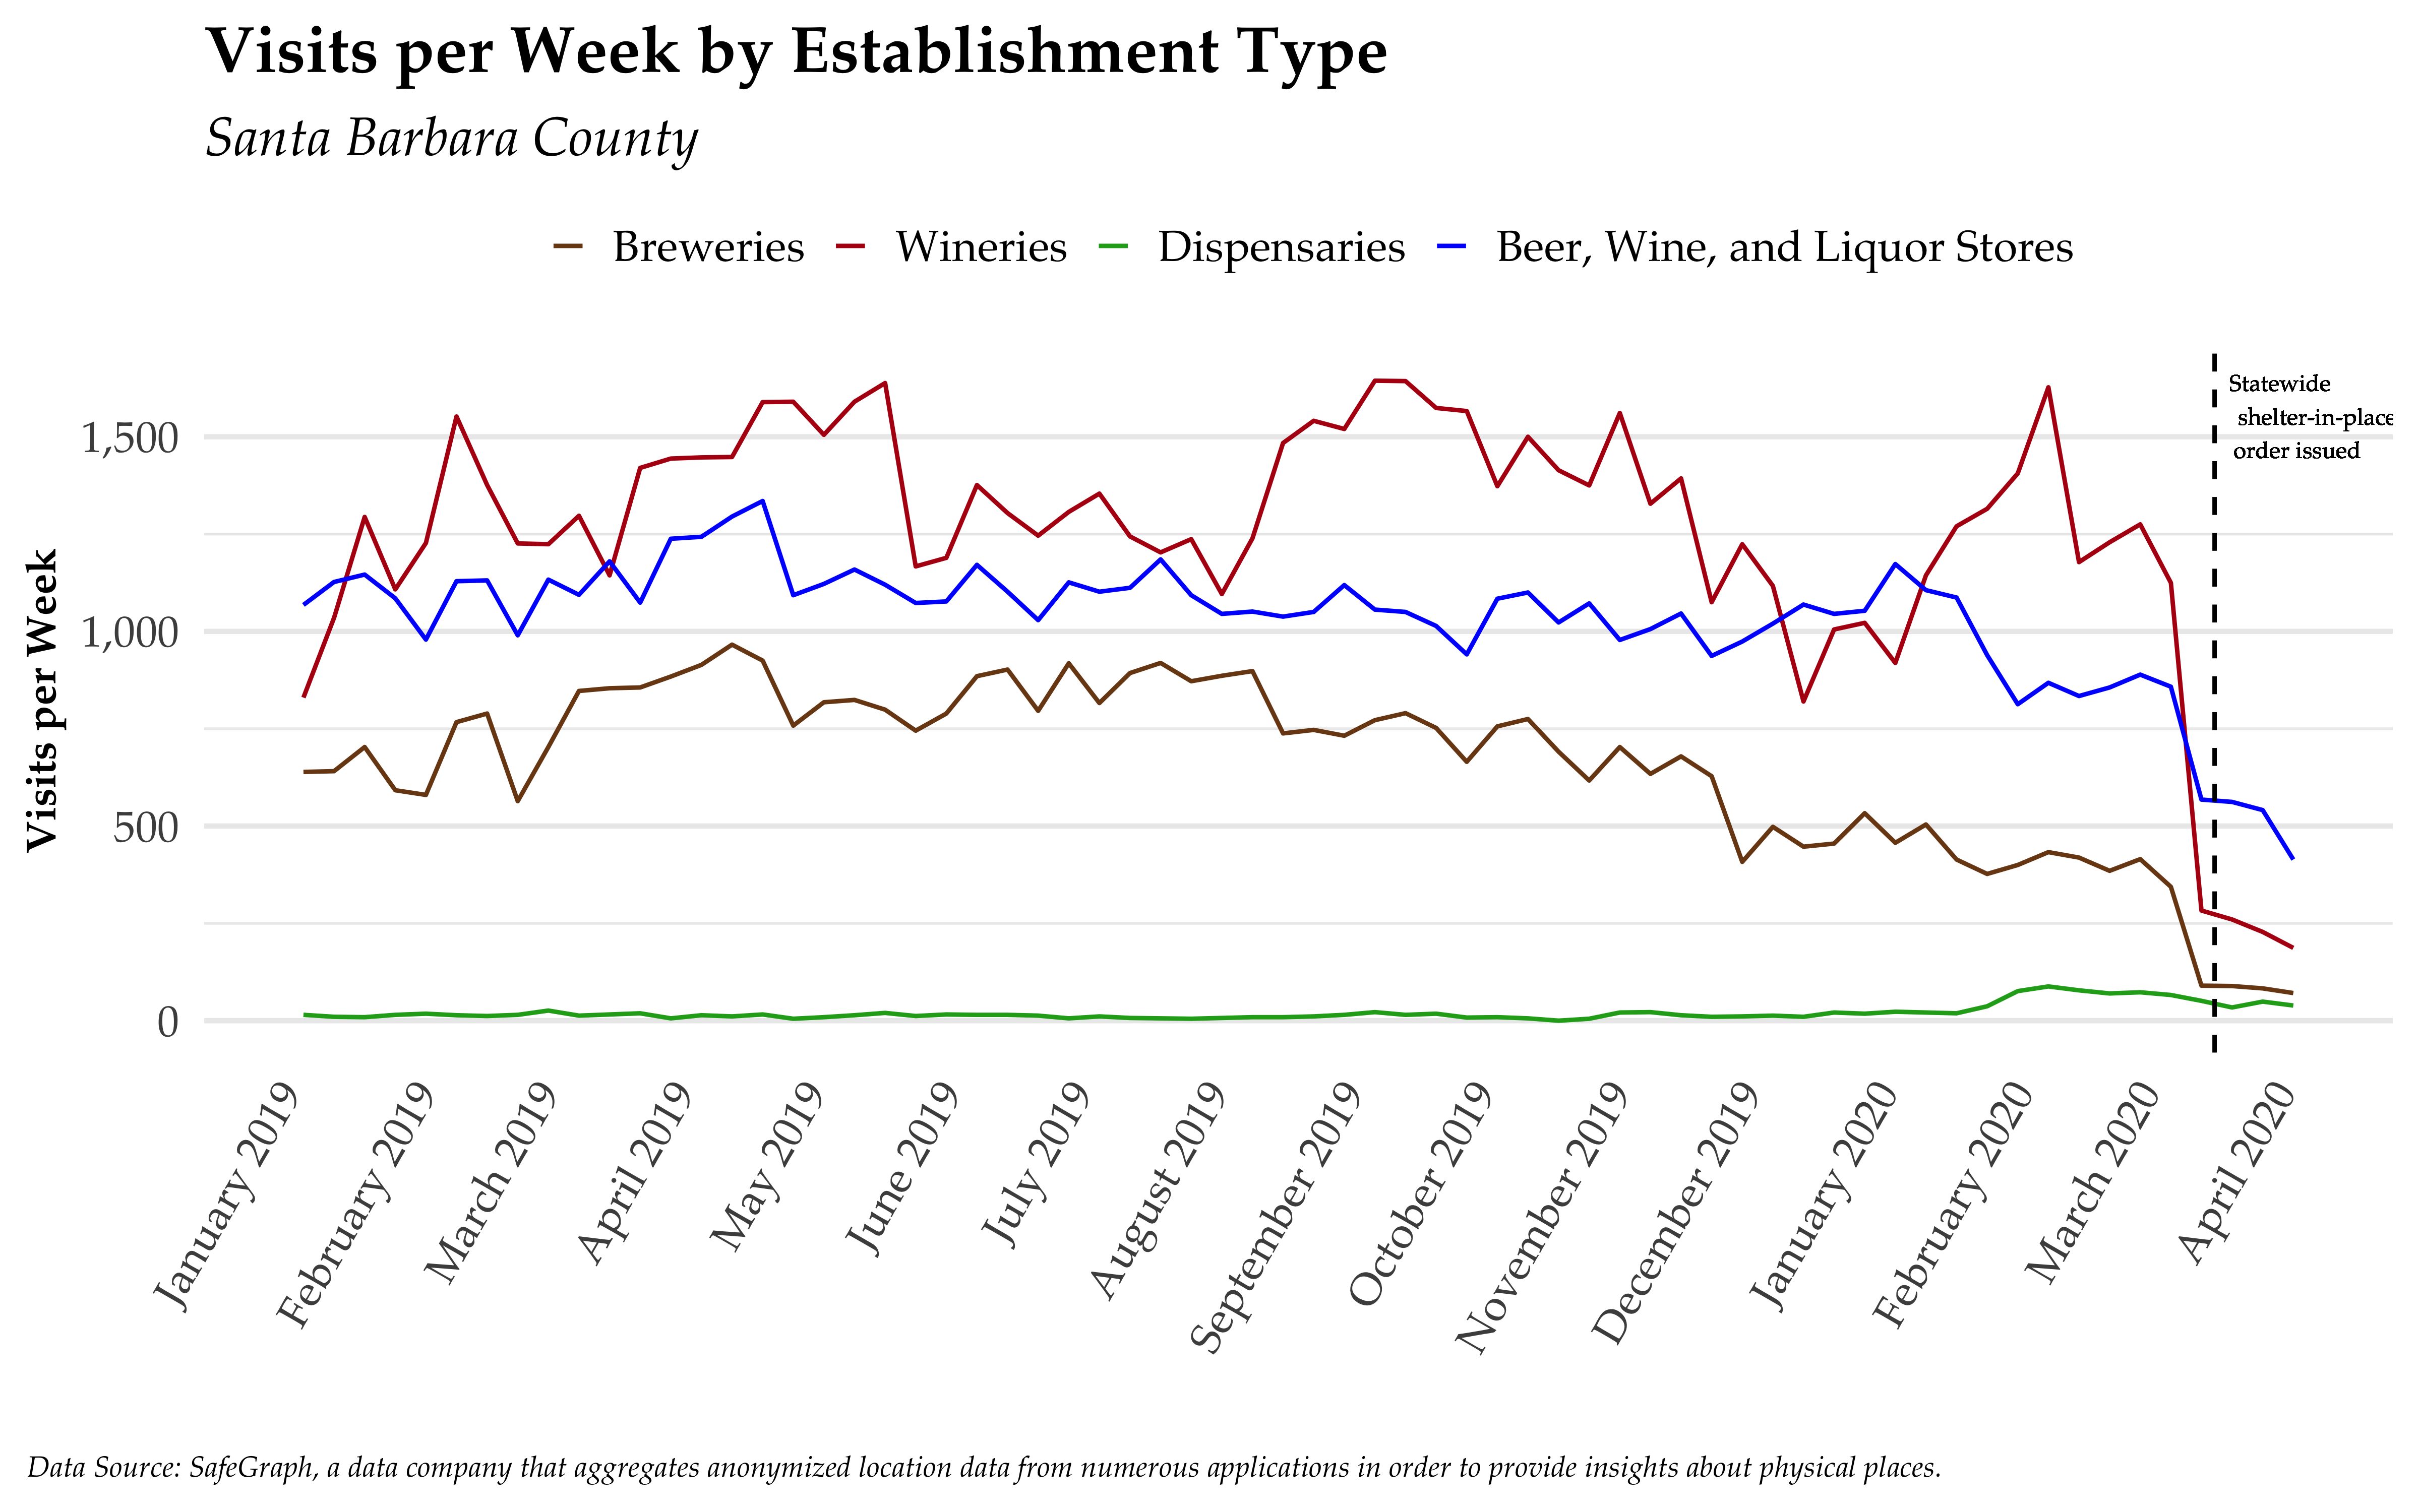 Visits per Week by Establishment Type
Santa Barbara County
Breweries Wineries Dispensaries Beer, Wine, and Liquor Stores
Statewide
shelter-in-place
order issued
Visits per Week
1,500
1,000
500
0
January 2019
February 2019
March 2019
April 2019
May 2019
June 2019
July 2019
August 2019
September 2019
October 2019
November 2019
December 2019
January 2020
February 2020
March 2020
April 2020
Data Source: SafeGraph, a data company that aggregates anonymized location data from numerous applications in order to provide insights about physical places.